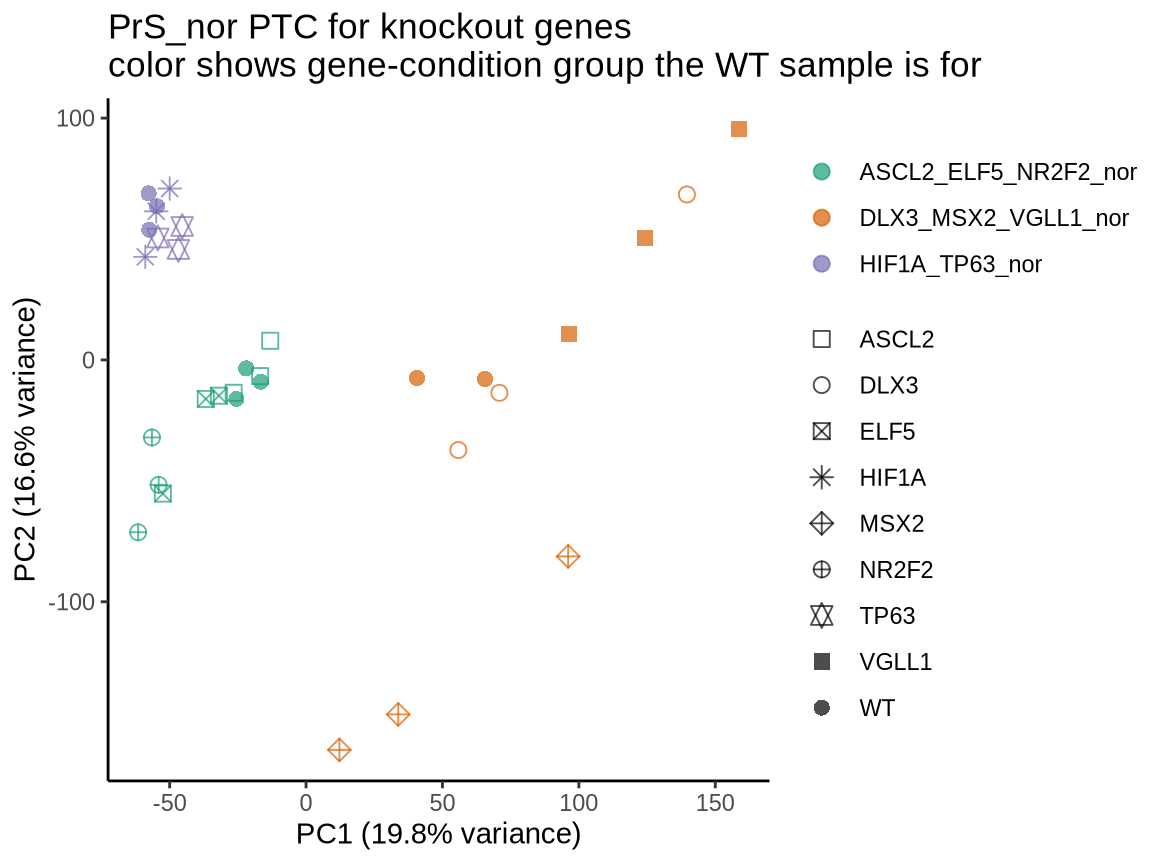 PrS_nor PTC for knockout genes
color shows gene-condition group the WT sample is for
PC2 (16.6% variance)
100
0
-100
-50
0
50
100
150
PC1 (19.8% variance)
ASCL2_ELF5_NR2F2_nor
DLX3_MSX2_VGLL1_nor
HIF1A_TP63_nor
ASCL2
DLX3
ELF5
HIF1A
MSX2
NR2F2
TP63
VGLL1
WT